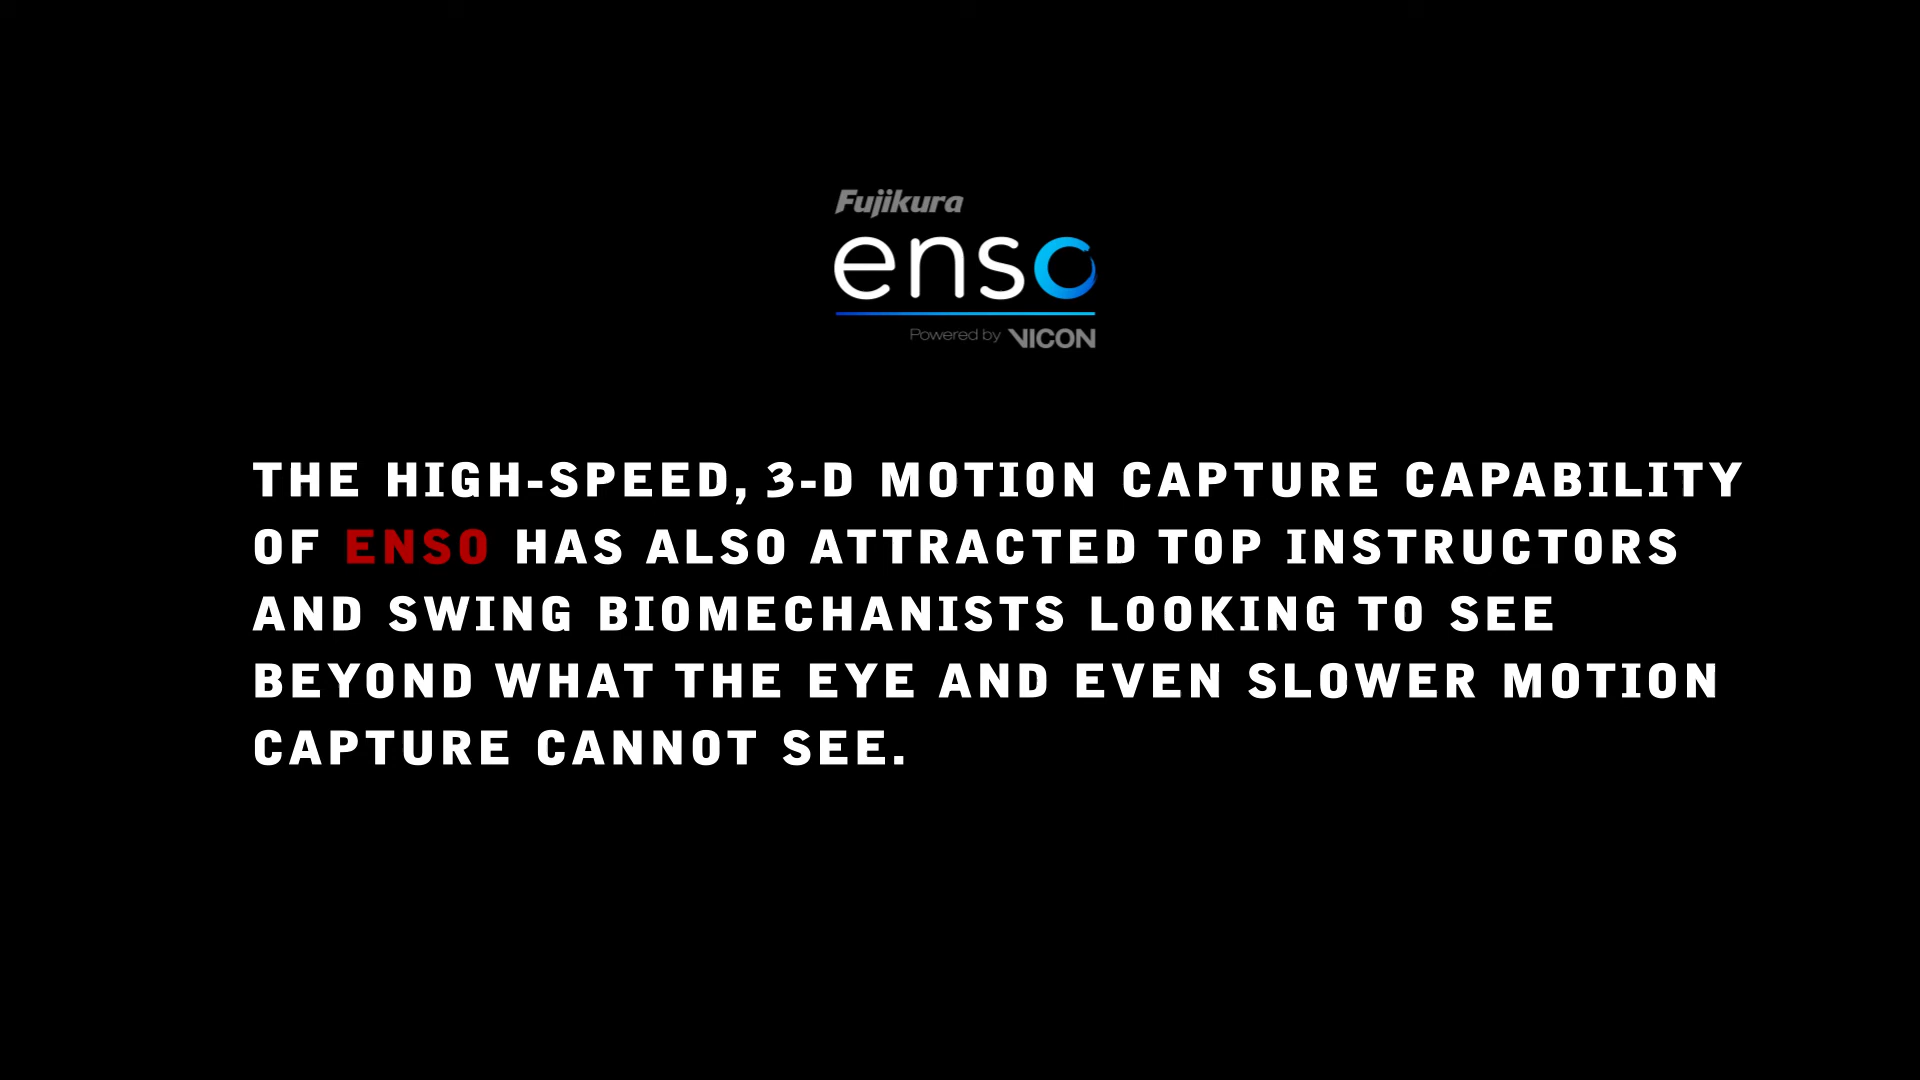 Fujikura
enso
Powered by VICON
THE HIGH-SPEED, 3-D MOTION CAPTURE CAPABILITY
OF ENSO HAS ALSO ATTRACTED TOP INSTRUCTORS
AND SWING BIOMECHANISTS LOOKING TO SEE
BEYOND WHAT THE EYE AND EVEN SLOWER MOTION
CAPTURE CANNOT SEE.